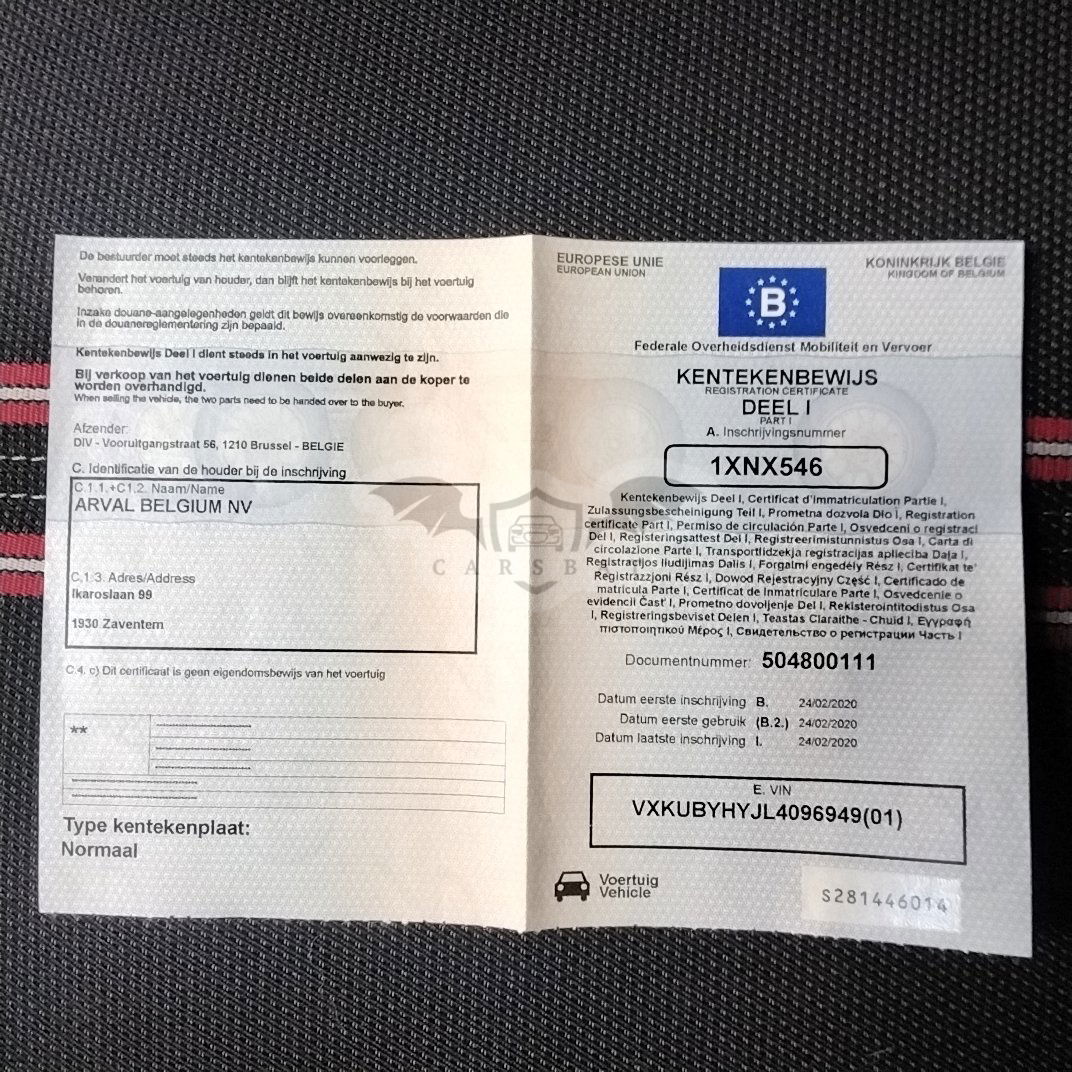 De bestuurder moet steeds het kentekenbewijs kunnen voorleggen.
Verandert het voertuig van houder, dan blijft het kentekenbewijs bij het voertuig
behoren.
Inzake douane-aangelegenheden geldt dit bewijs overeenkomstig de voorwaarden die
in de douanereglementering zijn bepaald.
Kentekenbewijs Deel I dient steeds in het voertuig aanwezig te zijn.
Bij verkoop van het voertuig dienen beide delen aan de koper te
worden overhandigd.
When selling the vehicle, the two parts need to be handed over to the buyer.
Afzender:
DIV - Vooruitgangstraat 56, 1210 Brussel - BELGIE
C. Identificatie van de houder bij de inschrijving
C.1.1.+C1.2. Naam/Name
ARVAL BELGIUM NV
C.1.3. Adres/Address
Ikaroslaan 99
1930 Zaventem
C.4. c) Dit certificaat is geen eigendomsbewijs van het voertuig
**
Type kentekenplaat:
Normaal
EUROPESE UNIE
EUROPEAN UNION
KONINKRIJK BELGIE
KINGDOM OF BELGIUM
B
Federale Overheidsdienst Mobiliteit en Vervoer
KENTEKENBEWIJS
REGISTRATION CERTIFICATE
DEEL I
PART I
A. Inschrijvingsnummer
1XNX546
Kentekenbewijs Deel I, Certificat d'immatriculation Partie I,
Zulassungsbescheinigung Teil I, Prometna dozvola Dio I, Registration
certificate Part I, Permiso de circulación Parte I, Osvedceni o registraci
Del I, Registeringsattest Del I, Registreerimistunnistus Osa I, Carta di
circolazione Parte I, Transportlidzekja registracijas aplieciba Daļa I,
Registracijos liudijimas Dalis I, Forgalmi engedély Rész I, Certifikat te'
Registrazzjoni Rész I, Dowod Rejestracyjny Część I, Certificado de
matricula Parte I, Certificat de Inmatriculare Parte I, Osvedcenie o
evidencii Čast' I, Prometno dovoljenje Del I, Rekisterointitodistus Osa
I, Registreringsbeviset Delen I, Teastas Claraithe - Chuid I, Εγγραφή
πιστοποιητικού Μέρος I, Свидетельство о регистрации Часть I
Documentnummer: 504800111
Datum eerste inschrijving B. 24/02/2020
Datum eerste gebruik (B.2.) 24/02/2020
Datum laatste inschrijving I. 24/02/2020
E. VIN
VXKUBYHYJL4096949(01)
Voertuig
Vehicle
S281446014